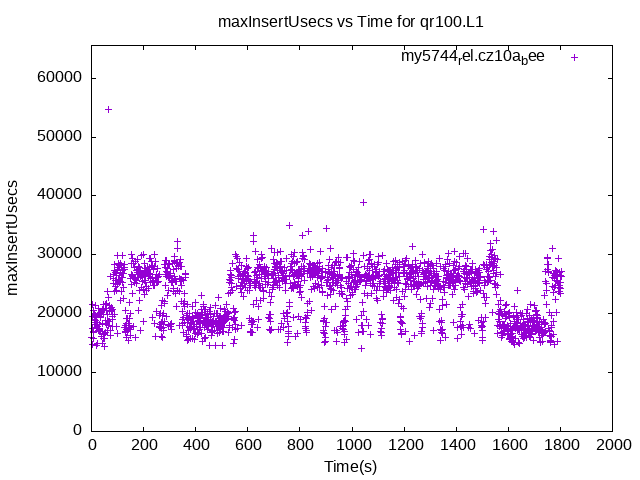 maxInsertUsecs vs Time for qr100.L1
my5744rel.cz10abee
60000
50000
40000
30000
20000
10000
0
maxInsertUsecs
0 200 400 600 800 1000 1200 1400 1600 1800 2000
Time(s)